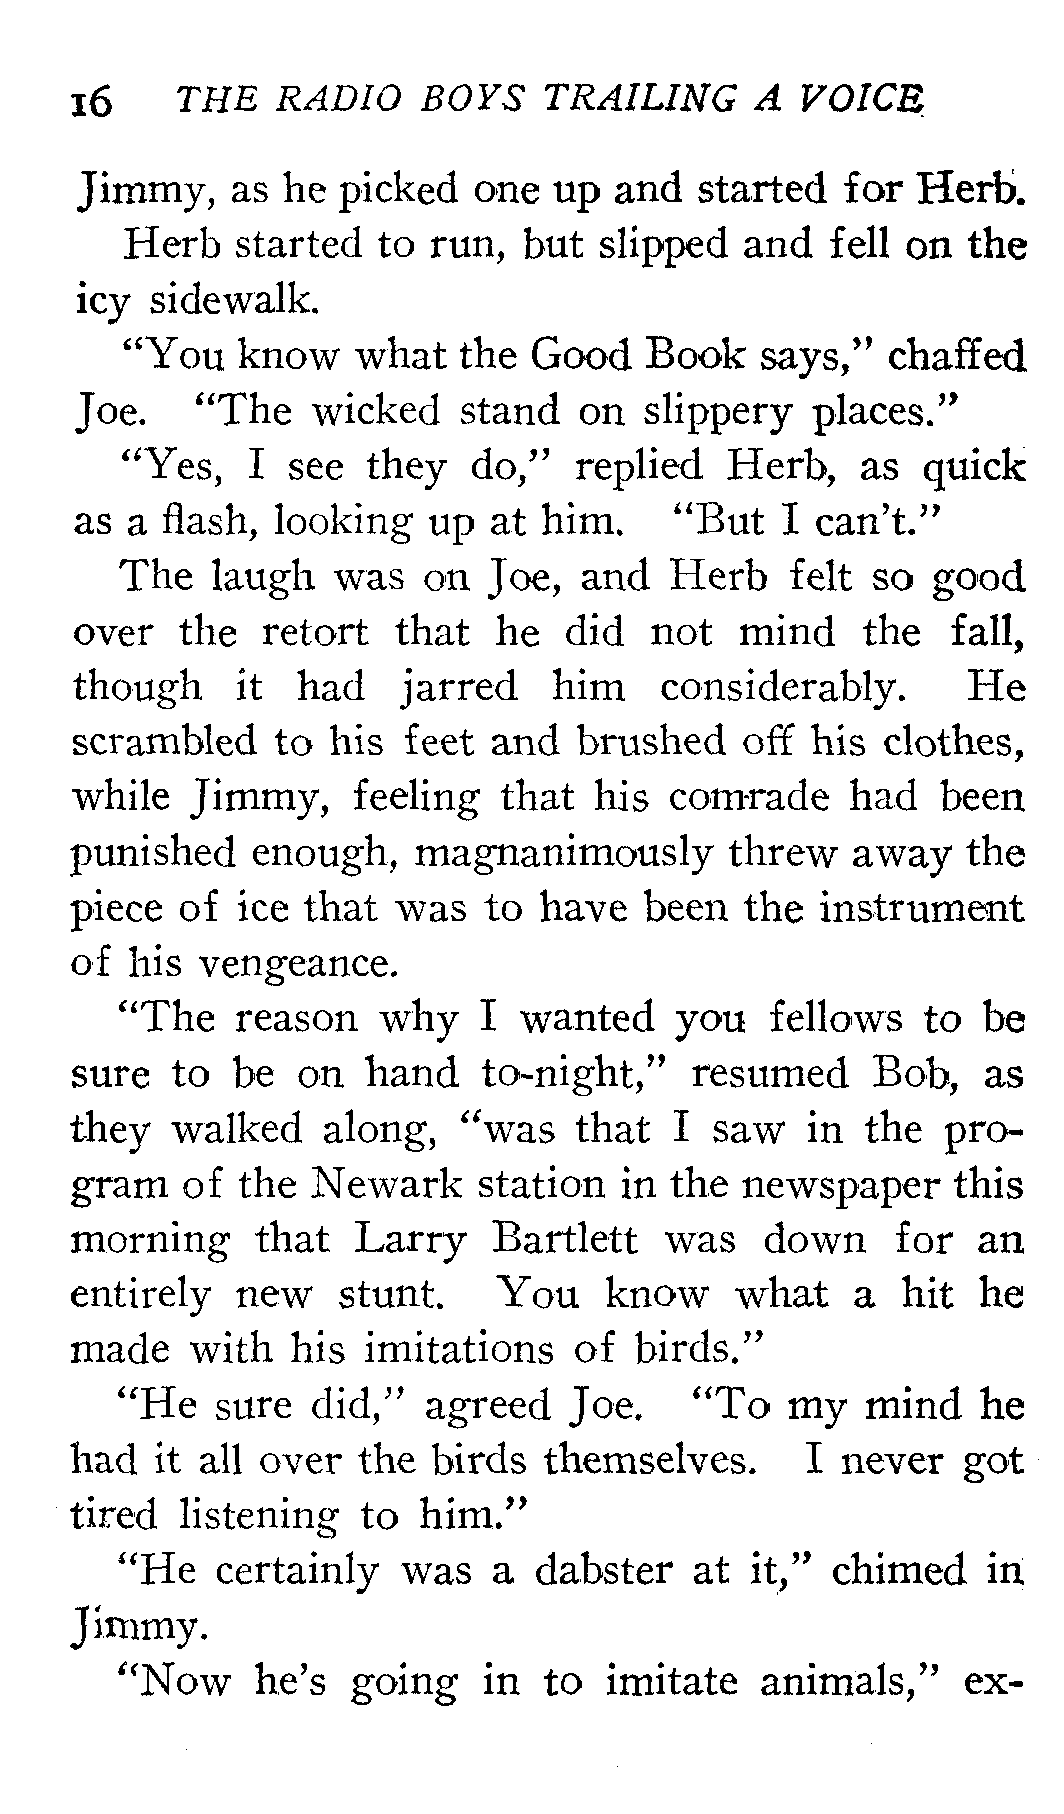 16 THE RADIO BOYS TRAILING A VOICE
Jimmy, as he picked one up and started for Herb.
Herb started to run, but slipped and fell on the
icy sidewalk.
“You know what the Good Book says,” chaffed
Joe. “The wicked stand on slippery places.”
“Yes, I see they do,” replied Herb, as quick
as a flash, looking up at him. “But I can’t.”
The laugh was on Joe, and Herb felt so good
over the retort that he did not mind the fall,
though it had jarred him considerably. He
scrambled to his feet and brushed off his clothes,
while Jimmy, feeling that his comrade had been
punished enough, magnanimously threw away the
piece of ice that was to have been the instrument
of his vengeance.
“The reason why I wanted you fellows to be
sure to be on hand to-night,” resumed Bob, as
they walked along, “was that I saw in the pro-
gram of the Newark station in the newspaper this
morning that Larry Bartlett was down for an
entirely new stunt. You know what a hit he
made with his imitations of birds.”
“He sure did,” agreed Joe. “To my mind he
had it all over the birds themselves. I never got
tired listening to him.”
“He certainly was a dabster at it,” chimed in
Jimmy.
“Now he’s going in to imitate animals,” ex-